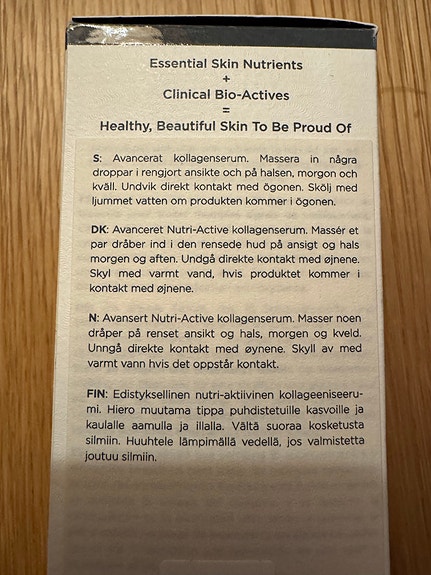 Essential Skin Nutrients
+
Clinical Bio-Actives
=
Healthy, Beautiful Skin To Be Proud Of
S: Avancerat kollagenserum. Massera in några
droppar i rengjort ansikte och på halsen, morgon och
kväll. Undvik direkt kontakt med ögonen. Skölj med
ljummet vatten om produkten kommer i ögonen.
DK: Avanceret Nutri-Active kollagenserum. Massér et
par dråber ind i den rensede hud på ansigt og hals
morgen og aften. Undgå direkte kontakt med øjnene.
Skyl med varmt vand, hvis produktet kommer i
kontakt med øjnene.
N: Avansert Nutri-Active kollagenserum. Masser noen
dråper på renset ansikt og hals, morgen og kveld.
Unngå direkte kontakt med øynene. Skyll av med
varmt vann hvis det oppstår kontakt.
FIN: Edistyksellinen nutri-aktiivinen kollageeniseeru-
mi. Hiero muutama tippa puhdistetuille kasvoille ja
kaulalle aamulla ja illalla. Vältä suoraa kosketusta
silmiin. Huuhtele lämpimällä vedellä, jos valmistetta
joutuu silmiin.